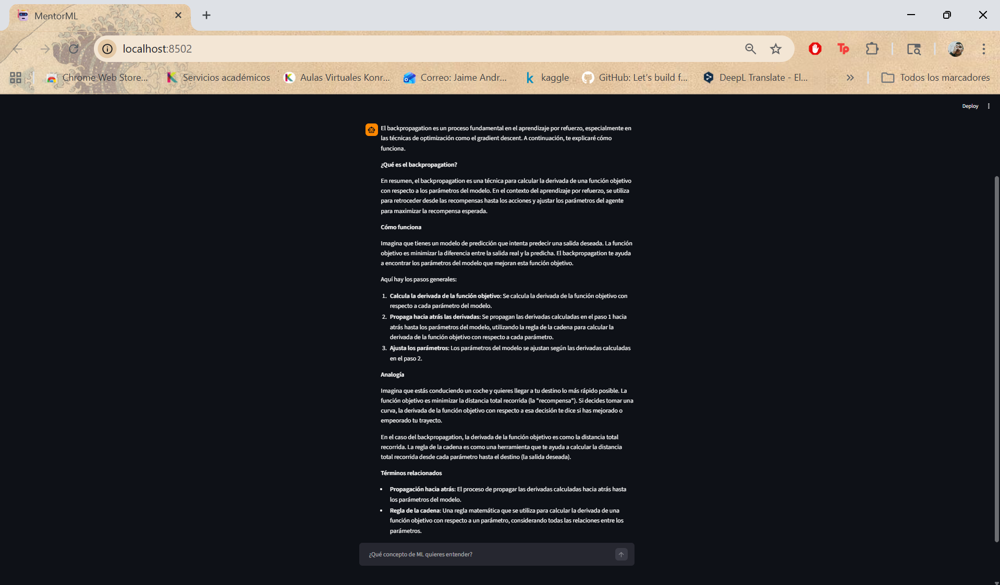 MentorML
localhost:8502
Chrome Web Store...
Servicios académicos
Aulas Virtuales Konr...
Correo: Jaime Andr...
kaggle
GitHub: Let's build f...
DeepL Translate - El...
Todos los marcadores
Deploy
El backpropagation es un proceso fundamental en el aprendizaje por refuerzo, especialmente en
las técnicas de optimización como el gradient descent. A continuación, te explicaré cómo
funciona.
¿Qué es el backpropagation?
En resumen, el backpropagation es una técnica para calcular la derivada de una función objetivo
con respecto a los parámetros del modelo. En el contexto del aprendizaje por refuerzo, se utiliza
para retroceder desde las recompensas hasta los acciones y ajustar los parámetros del agente
para maximizar la recompensa esperada.
Cómo funciona
Imagina que tienes un modelo de predicción que intenta predecir una salida deseada. La función
objetivo es minimizar la diferencia entre la salida real y la predicha. El backpropagation te ayuda
a encontrar los parámetros del modelo que mejoran esta función objetivo.
Aquí hay los pasos generales:
1. Calcula la derivada de la función objetivo: Se calcula la derivada de la función objetivo con
respecto a cada parámetro del modelo.
2. Propaga hacia atrás las derivadas: Se propagan las derivadas calculadas en el paso 1 hacia
atrás hasta los parámetros del modelo, utilizando la regla de la cadena para calcular la
derivada de la función objetivo con respecto a cada parámetro.
3. Ajusta los parámetros: Los parámetros del modelo se ajustan según las derivadas calculadas
en el paso 2.
Analogía
Imagina que estás conduciendo un coche y quieres llegar a tu destino lo más rápido posible. La
función objetivo es minimizar la distancia total recorrida (la "recompensa"). Si decides tomar una
curva, la derivada de la función objetivo con respecto a esa decisión te dice si has mejorado o
empeorado tu trayecto.
En el caso del backpropagation, la derivada de la función objetivo es como la distancia total
recorrida. La regla de la cadena es como una herramienta que te ayuda a calcular la distancia
total recorrida desde cada parámetro hasta el destino (la salida deseada).
Términos relacionados
• Propagación hacia atrás: El proceso de propagar las derivadas calculadas hacia atrás hasta
los parámetros del modelo.
• Regla de la cadena: Una regla matemática que se utiliza para calcular la derivada de una
función objetivo con respecto a un parámetro, considerando todas las relaciones entre los
parámetros.
¿Qué concepto de ML quieres entender?